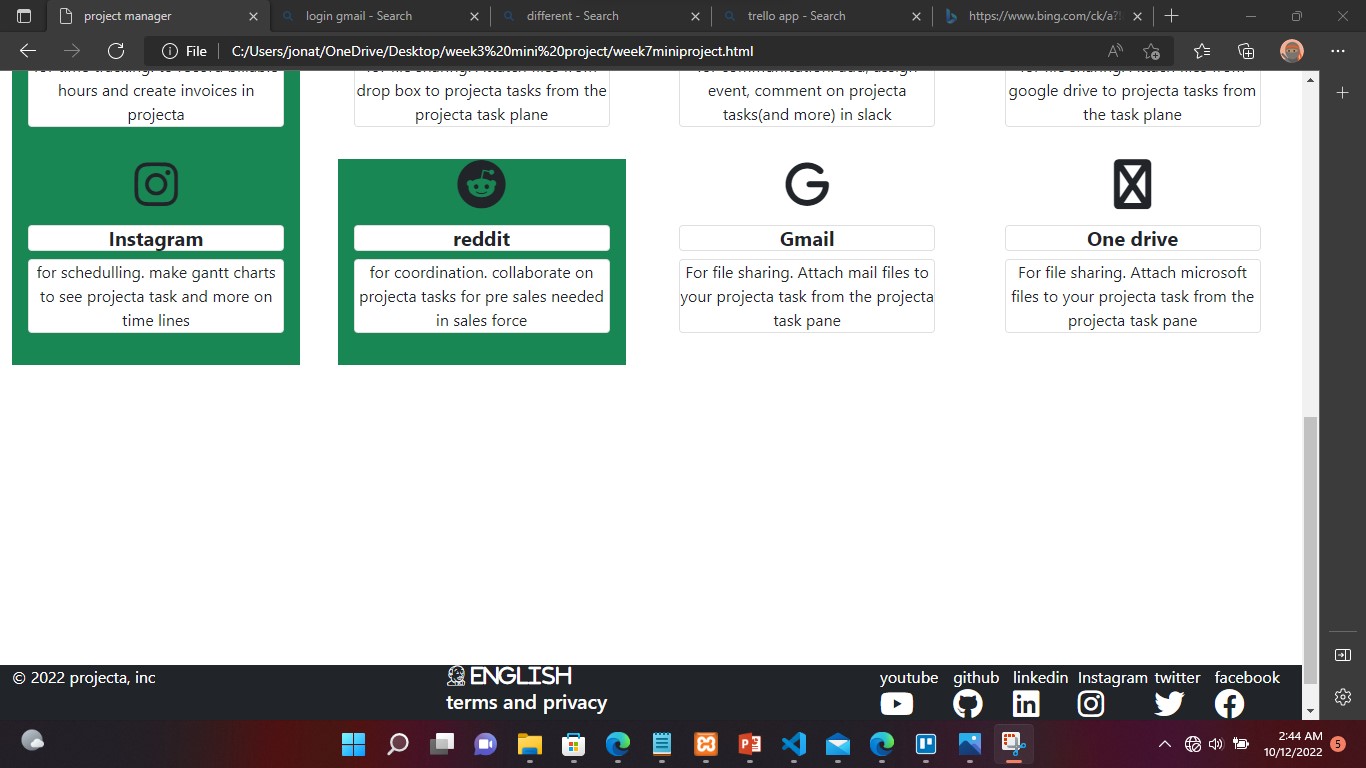 project manager
login gmail - Search
different - Search
trello app - Search
https://www.bing.com/ck/a?!
File
C:/Users/jonat/OneDrive/Desktop/week3%20mini%20project/week7miniproject.html
hours and create invoices in
projecta
drop box to projecta tasks from the
projecta task plane
event, comment on projecta
tasks(and more) in slack
google drive to projecta tasks from
the task plane
Instagram
for schedulling. make gantt charts
to see projecta task and more on
time lines
reddit
for coordination. collaborate on
projecta tasks for pre sales needed
in sales force
Gmail
For file sharing. Attach mail files to
your projecta task from the projecta
task pane
One drive
For file sharing. Attach microsoft
files to your projecta task from the
projecta task pane
© 2022 projecta, inc
ENGLISH
terms and privacy
youtube
github
linkedin
Instagram
twitter
facebook
2:44 AM
10/12/2022
5